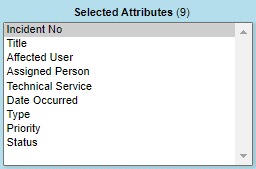 Selected Attributes (9)
Incident No
Title
Affected User
Assigned Person
Technical Service
Date Occurred
Type
Priority
Status